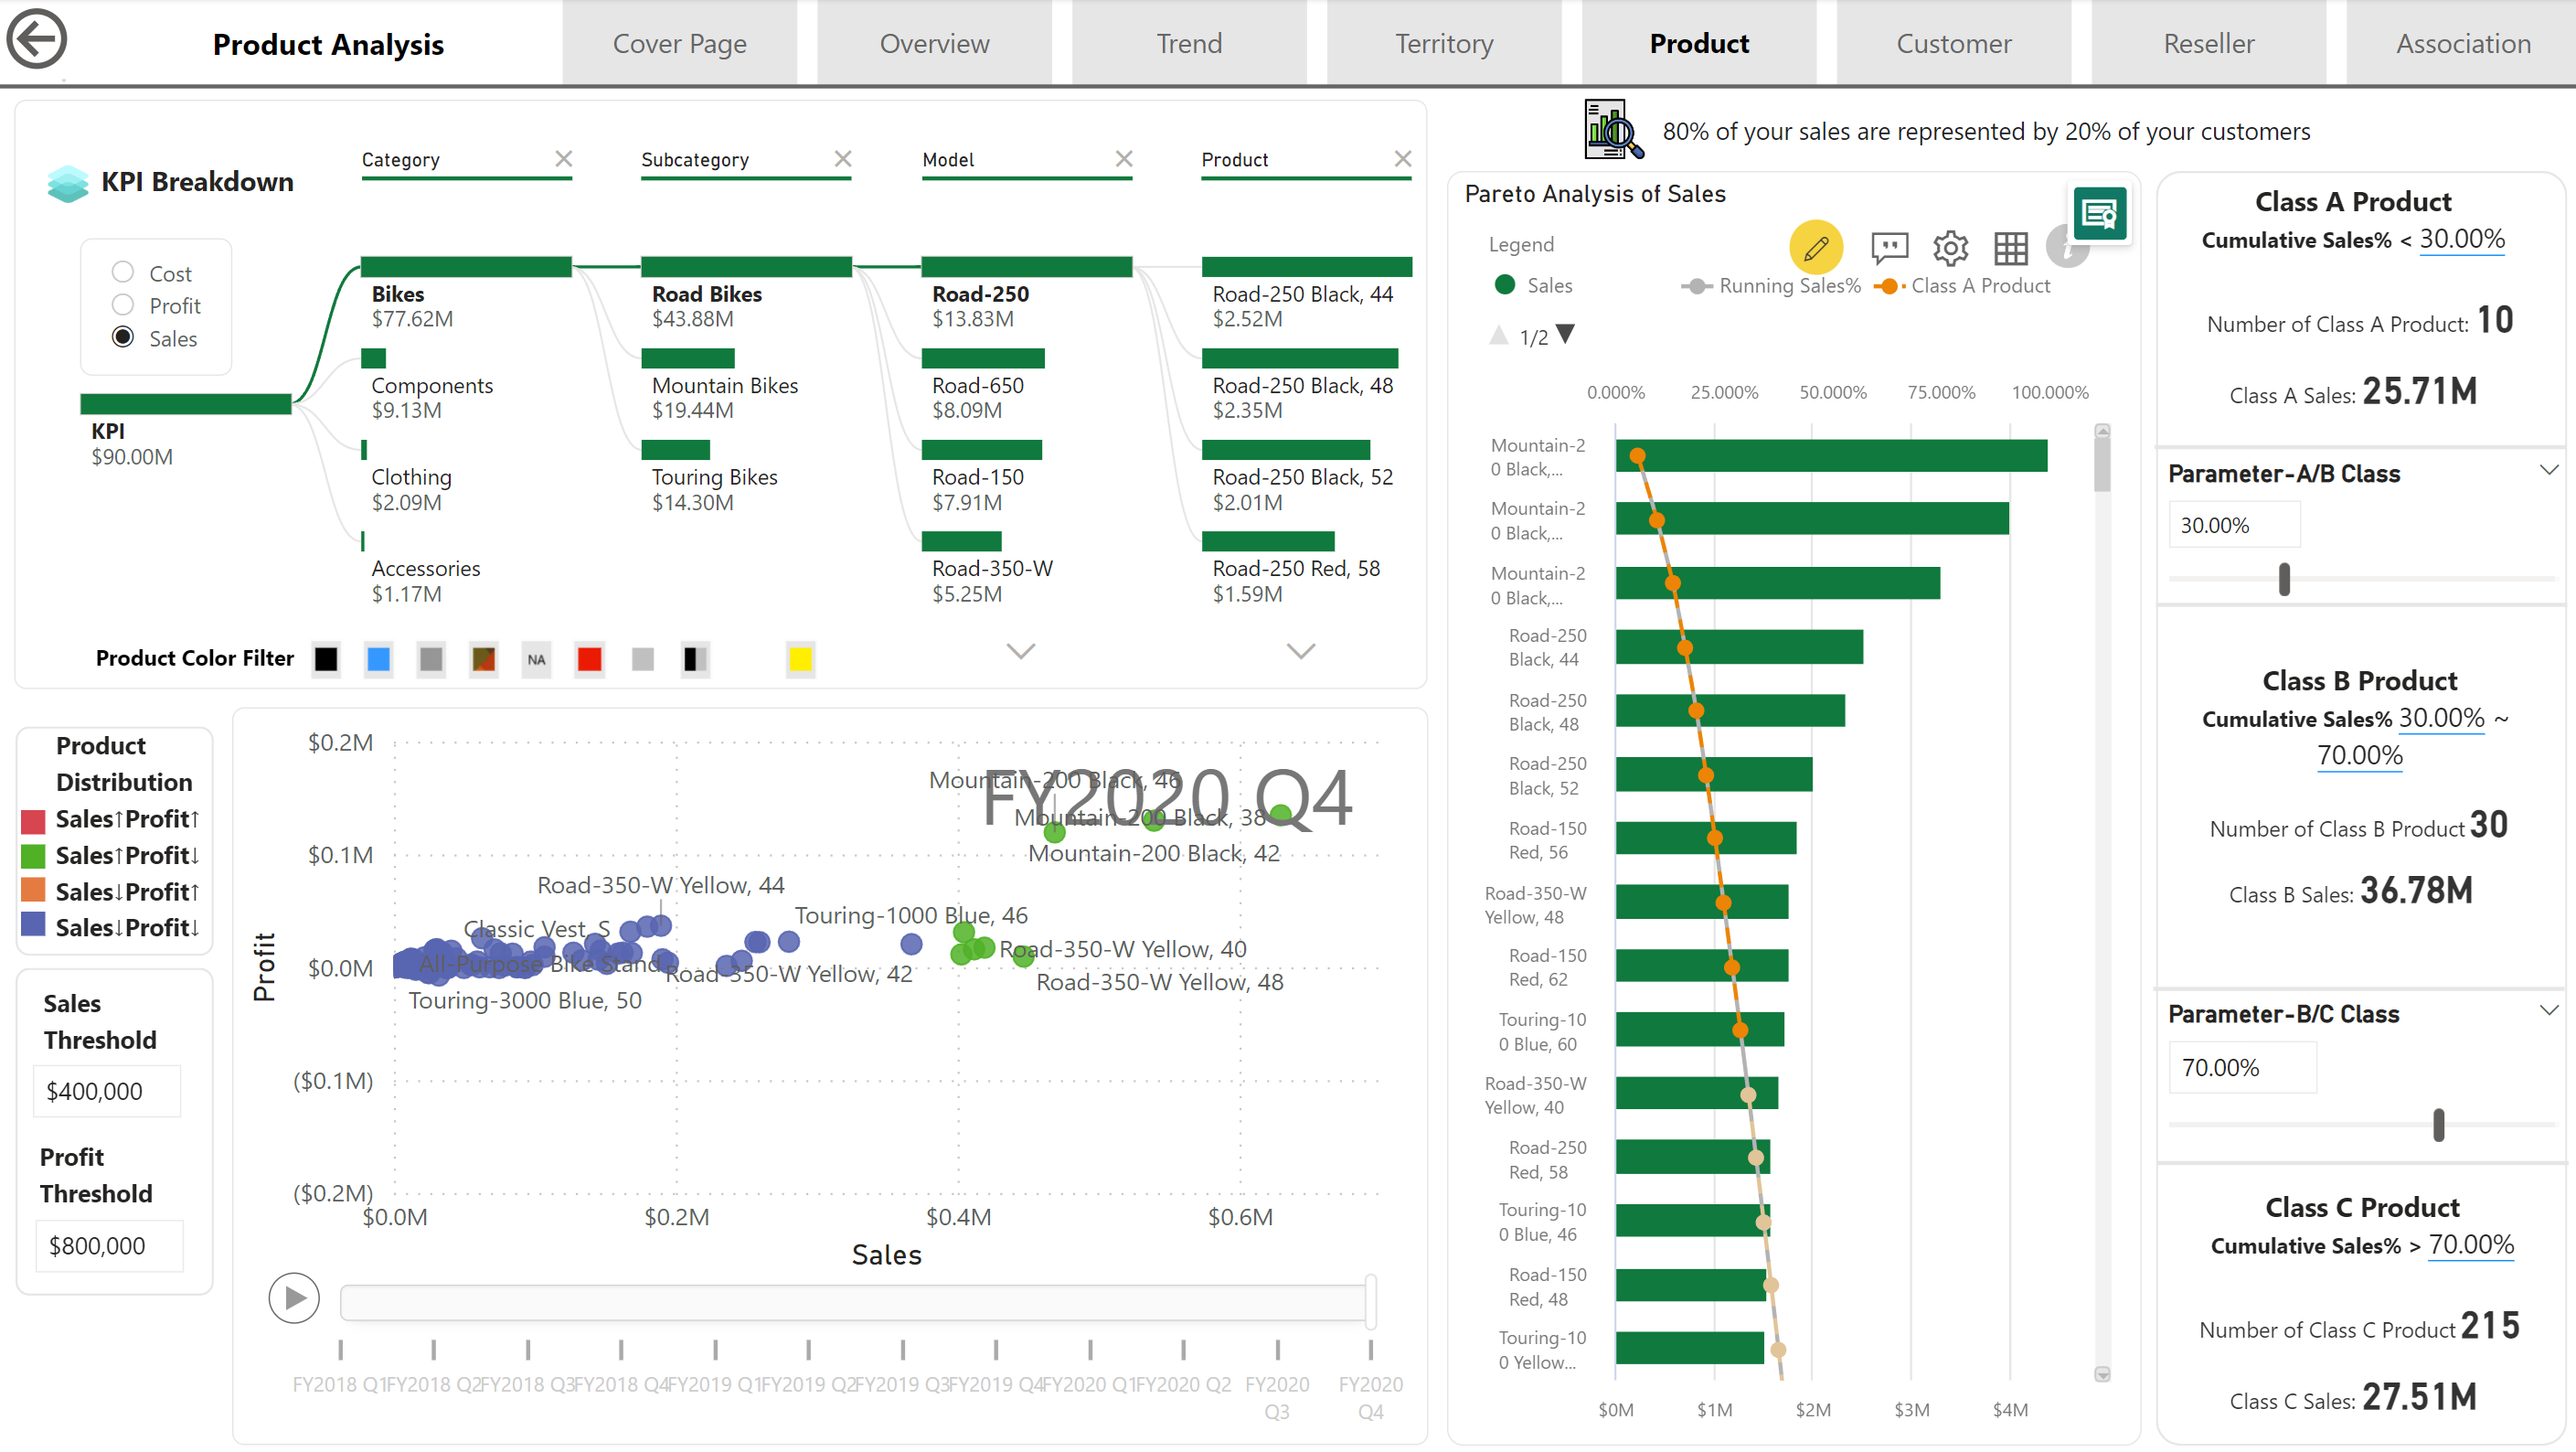 Product Analysis
Cover Page
Overview
Trend
Territory
Product
Customer
Reseller
Association
KPI Breakdown
Category
Subcategory
Model
Product
Cost
Profit
Sales
KPI
$90.00M
Bikes
$77.62M
Components
$9.13M
Clothing
$2.09M
Accessories
$1.17M
Road Bikes
$43.88M
Mountain Bikes
$19.44M
Touring Bikes
$14.30M
Road-250
$13.83M
Road-650
$8.09M
Road-150
$7.91M
Road-350-W
$5.25M
Road-250 Black, 44
$2.52M
Road-250 Black, 48
$2.35M
Road-250 Black, 52
$2.01M
Road-250 Red, 58
$1.59M
Product Color Filter
NA
Product
Distribution
Sales↑Profit↑
Sales↑Profit↓
Sales↓Profit↑
Sales↓Profit↓
Sales
Threshold
$400,000
Profit
Threshold
$800,000
FY2020 Q4
Profit
$0.2M
$0.1M
$0.0M
($0.1M)
($0.2M)
Mountain-200 Black, 46
Mountain-200 Black, 38
Mountain-200 Black, 42
Road-350-W Yellow, 44
Classic Vest, S
Touring-1000 Blue, 46
Road-350-W Yellow, 40
All-Purpose Bike Stand
Road-350-W Yellow, 42
Road-350-W Yellow, 48
Touring-3000 Blue, 50
$0.0M
$0.2M
$0.4M
$0.6M
Sales
FY2018 Q1
FY2018 Q2
FY2018 Q3
FY2018 Q4
FY2019 Q1
FY2019 Q2
FY2019 Q3
FY2019 Q4
FY2020 Q1
FY2020 Q2
FY2020
Q3
FY2020
Q4
80% of your sales are represented by 20% of your customers
Pareto Analysis of Sales
Legend
Sales
Running Sales%
Class A Product
1/2
0.000%
25.000%
50.000%
75.000%
100.000%
Mountain-2
0 Black,...
Mountain-2
0 Black,...
Mountain-2
0 Black,...
Road-250
Black, 44
Road-250
Black, 48
Road-250
Black, 52
Road-150
Red, 56
Road-350-W
Yellow, 48
Road-150
Red, 62
Touring-10
0 Blue, 60
Road-350-W
Yellow, 40
Road-250
Red, 58
Touring-10
0 Blue, 46
Road-150
Red, 48
Touring-10
0 Yellow...
$0M
$1M
$2M
$3M
$4M
Class A Product
Cumulative Sales% < 30.00%
Number of Class A Product: 10
Class A Sales: 25.71M
Parameter-A/B Class
30.00%
Class B Product
Cumulative Sales% 30.00% ~
70.00%
Number of Class B Product 30
Class B Sales: 36.78M
Parameter-B/C Class
70.00%
Class C Product
Cumulative Sales% > 70.00%
Number of Class C Product 215
Class C Sales: 27.51M